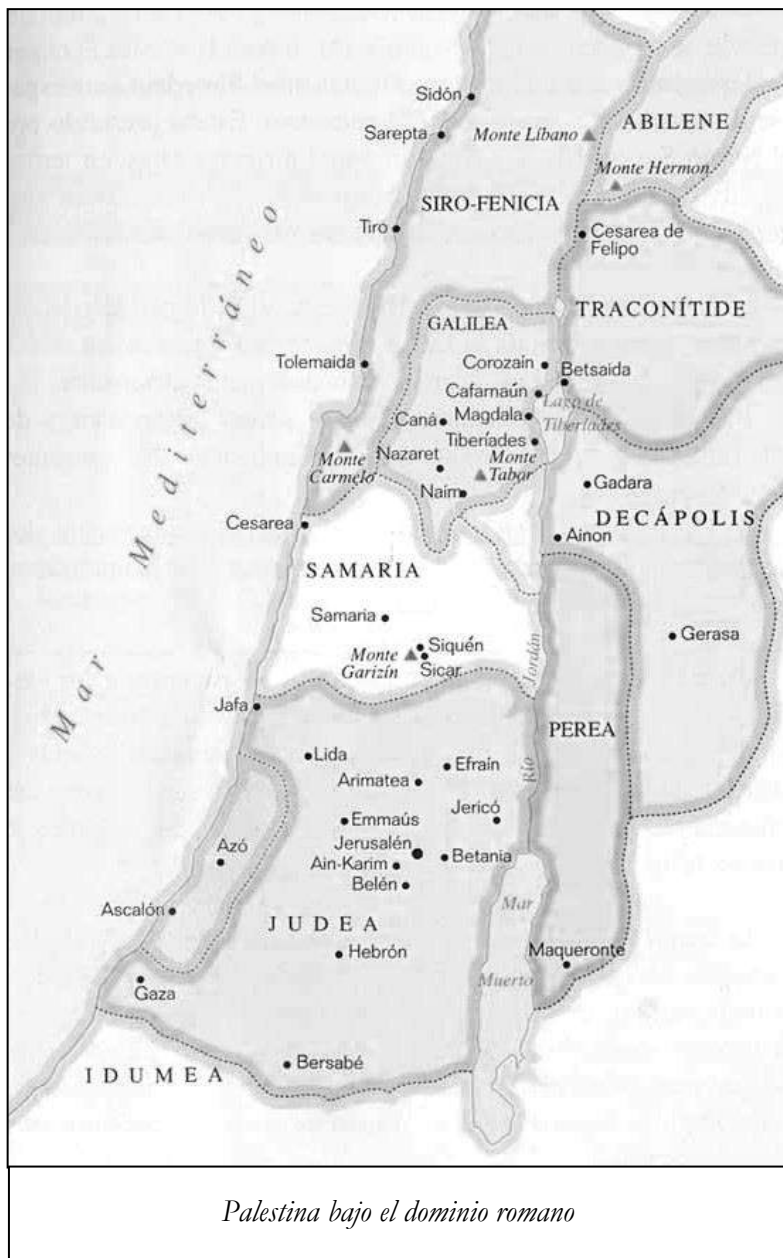 Sidón
Sarepta
Monte Líbano
ABILENE
Monte Hermon
SIRO-FENICIA
Tiro
Cesarea de
Felipo
TRACONÍTIDE
GALILEA
Tolemaida
Corozaín
Betsaida
Cafarnaún
Lago de
Tiberíades
Caná
Magdala
Tiberíades
Nazaret
Monte
Tabor
Monte
Carmelo
Naím
Gadara
DECÁPOLIS
Cesarea
Ainon
SAMARIA
Samaria
Siquén
Monte
Garizín
Sicar
Gerasa
Río Jordán
Mar Mediterráneo
Jafa
PEREA
Lida
Efraín
Arimatea
Emmaús
Jericó
Jerusalén
Azó
Ain-Karim
Betania
Belén
Ascalón
JUDEA
Mar
Muerto
Hebrón
Maqueronte
Gaza
IDUMEA
Bersabé
Palestina bajo el dominio romano